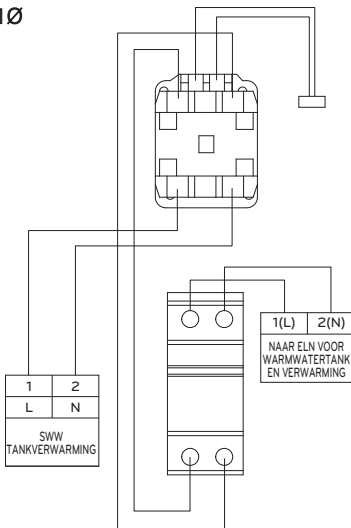 1Ø
1(L) 2(N)
NAAR ELN VOOR
WARMWATERTANK
EN VERWARMING
1 2
L N
SWW
TANKVERWARMING